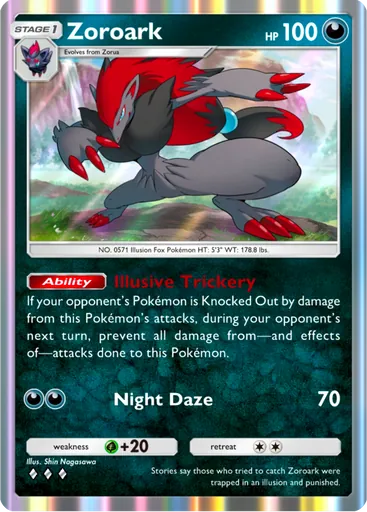 STAGE 1
Zoroark
HP 100
Evolves from Zorua
NO. 0571 Illusion Fox Pokémon HT: 5'3" WT: 178.8 lbs.
Ability Illusive Trickery
If your opponent's Pokémon is Knocked Out by damage
from this Pokémon's attacks, during your opponent's
next turn, prevent all damage from—and effects
of—attacks done to this Pokémon.
Night Daze 70
weakness +20 retreat
Illus. Shin Nagasawa
Stories say those who tried to catch Zoroark were
trapped in an illusion and punished.